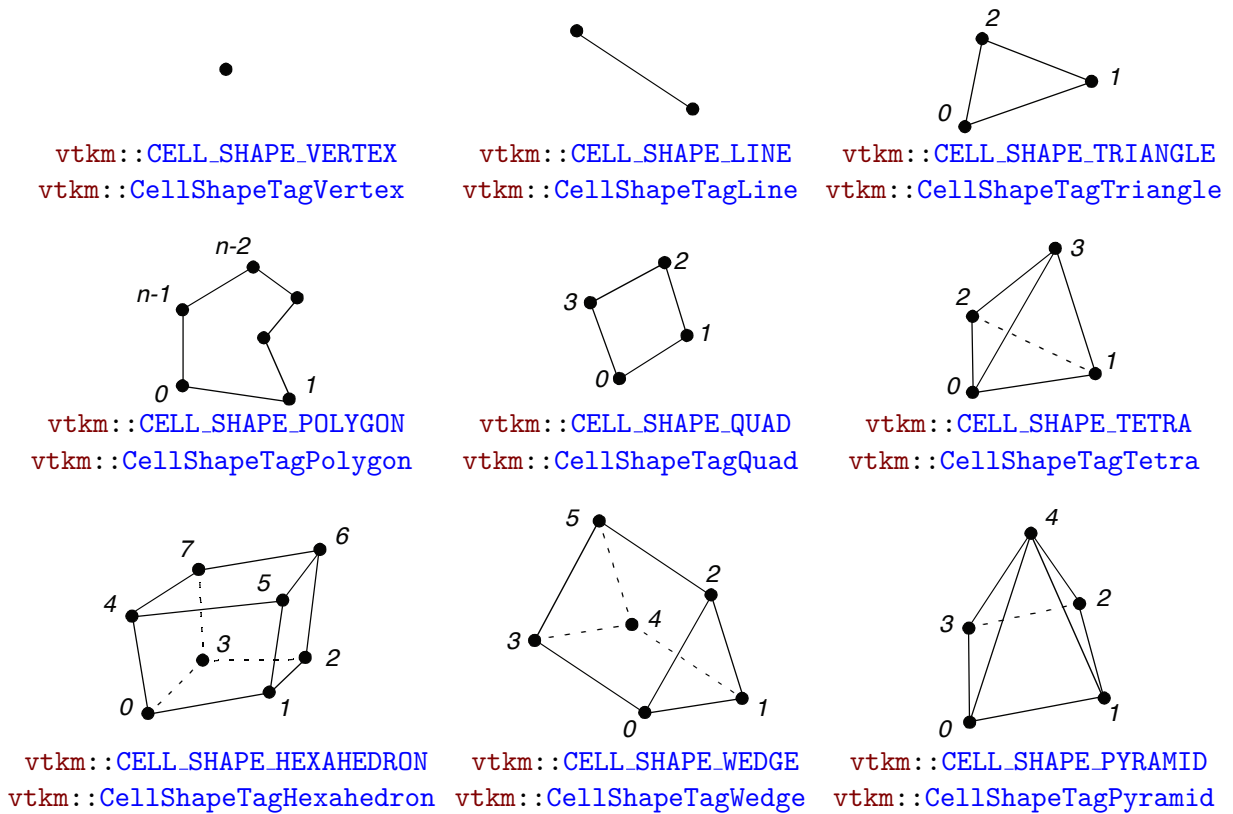 2
1
0
vtkm::CELL_SHAPE_VERTEX
vtkm::CellShapeTagVertex
vtkm::CELL_SHAPE_LINE
vtkm::CellShapeTagLine
vtkm::CELL_SHAPE_TRIANGLE
vtkm::CellShapeTagTriangle
n-2
n-1
0
1
vtkm::CELL_SHAPE_POLYGON
vtkm::CellShapeTagPolygon
2
3
1
0
vtkm::CELL_SHAPE_QUAD
vtkm::CellShapeTagQuad
3
2
1
0
vtkm::CELL_SHAPE_TETRA
vtkm::CellShapeTagTetra
7
6
5
4
3
2
0
1
vtkm::CELL_SHAPE_HEXAHEDRON
vtkm::CellShapeTagHexahedron
5
2
4
3
1
0
vtkm::CELL_SHAPE_WEDGE
vtkm::CellShapeTagWedge
4
2
3
1
0
vtkm::CELL_SHAPE_PYRAMID
vtkm::CellShapeTagPyramid